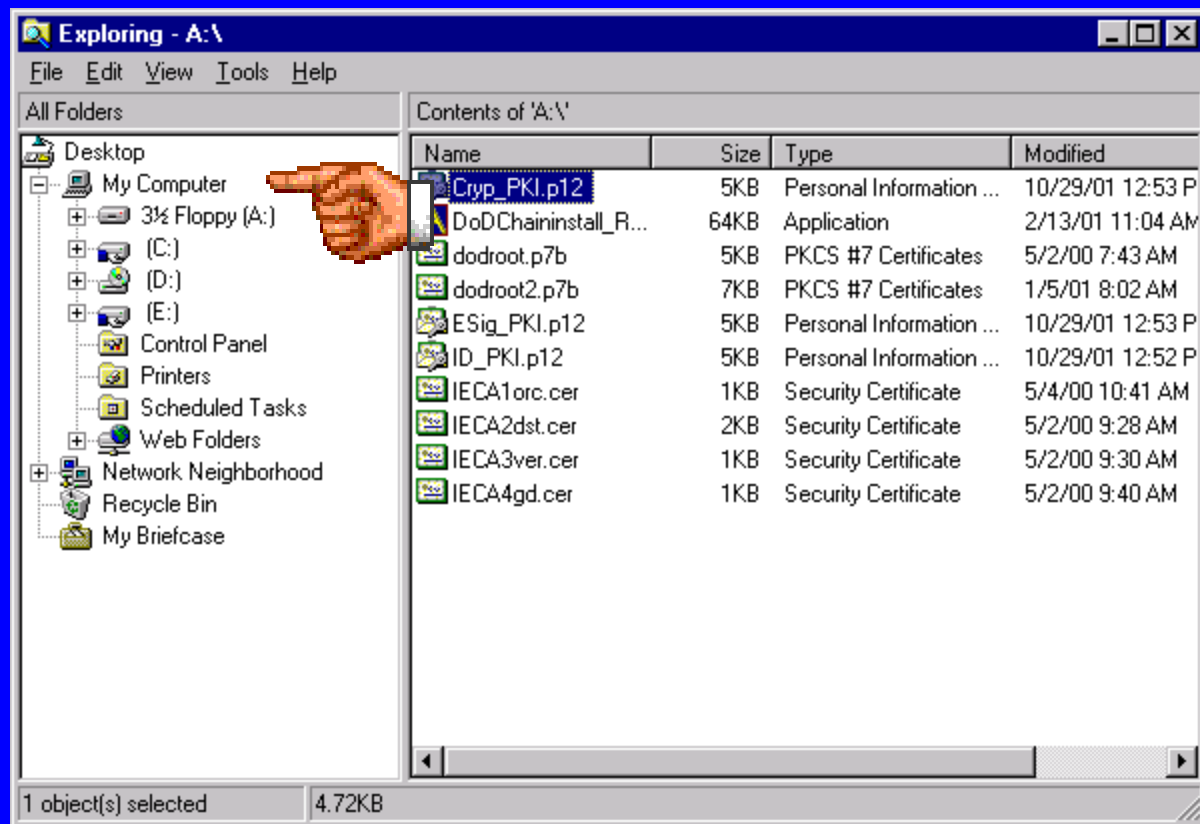 Exploring - A:\
File Edit View Tools Help
All Folders
Contents of 'A:\'
Desktop
My Computer
3½ Floppy (A:)
(C:)
(D:)
(E:)
Control Panel
Printers
Scheduled Tasks
Web Folders
Network Neighborhood
Recycle Bin
My Briefcase
Name Size Type Modified
Cryp_PKI.p12 5KB Personal Information ... 10/29/01 12:53 P
DoDChaininstall_R... 64KB Application 2/13/01 11:04 AM
dodroot.p7b 5KB PKCS #7 Certificates 5/2/00 7:43 AM
dodroot2.p7b 7KB PKCS #7 Certificates 1/5/01 8:02 AM
ESig_PKI.p12 5KB Personal Information ... 10/29/01 12:53 P
ID_PKI.p12 5KB Personal Information ... 10/29/01 12:52 P
IECA1orc.cer 1KB Security Certificate 5/4/00 10:41 AM
IECA2dst.cer 2KB Security Certificate 5/2/00 9:28 AM
IECA3ver.cer 1KB Security Certificate 5/2/00 9:30 AM
IECA4gd.cer 1KB Security Certificate 5/2/00 9:40 AM
1 object(s) selected 4.72KB